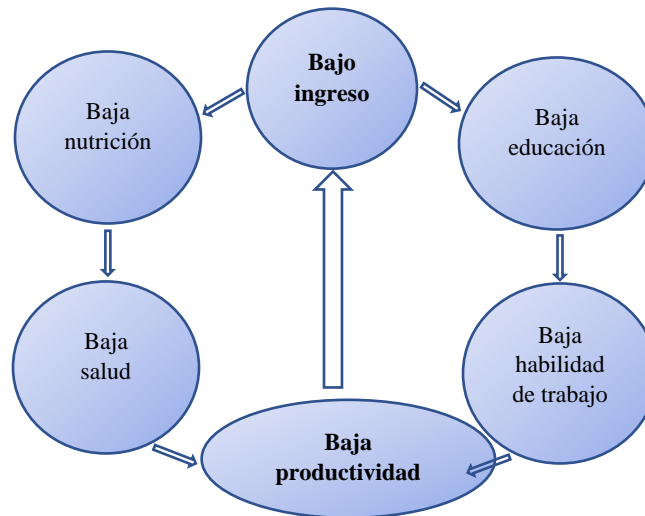 Bajo
ingreso
Baja
nutrición
Baja
educación
Baja
salud
Baja
habilidad
de trabajo
Baja
productividad